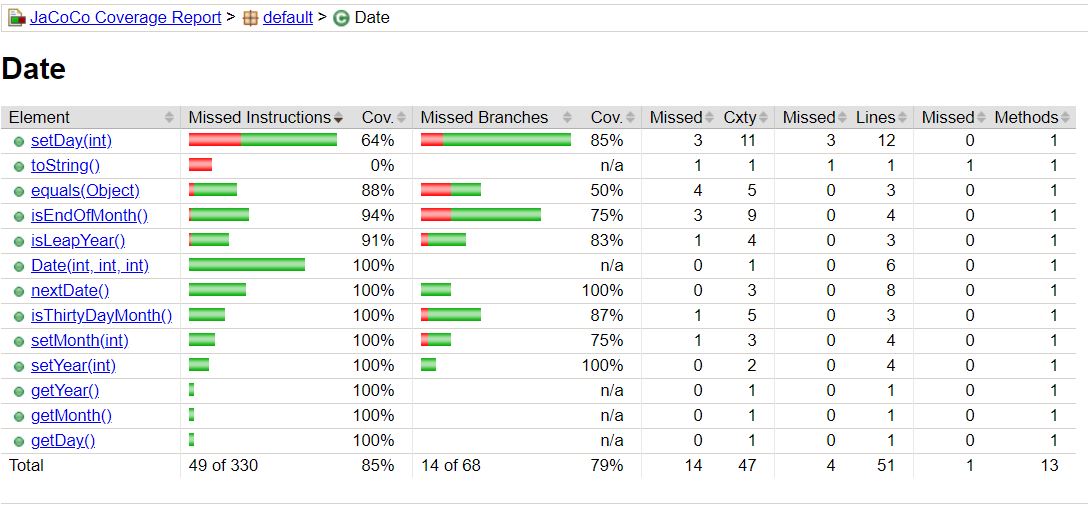 JaCoCo Coverage Report > default > Date
Date
Element Missed Instructions Cov. Missed Branches Cov. Missed Cxty Missed Lines Missed Methods
setDay(int) 64% 85% 3 11 3 12 0 1
toString() 0% n/a 1 1 1 1 1 1
equals(Object) 88% 50% 4 5 0 3 0 1
isEndOfMonth() 94% 75% 3 9 0 4 0 1
isLeapYear() 91% 83% 1 4 0 3 0 1
Date(int, int, int) 100% n/a 0 1 0 6 0 1
nextDate() 100% 100% 0 3 0 8 0 1
isThirtyDayMonth() 100% 87% 1 5 0 3 0 1
setMonth(int) 100% 75% 1 3 0 4 0 1
setYear(int) 100% 100% 0 2 0 4 0 1
getYear() 100% n/a 0 1 0 1 0 1
getMonth() 100% n/a 0 1 0 1 0 1
getDay() 100% n/a 0 1 0 1 0 1
Total 49 of 330 85% 14 of 68 79% 14 47 4 51 1 13